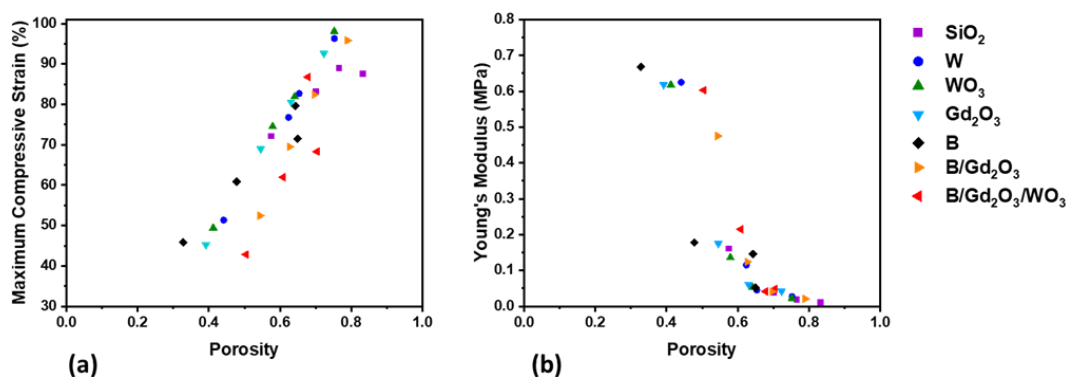 Maximum Compressive Strain (%)
100
90
80
70
60
50
40
30
0.0 0.2 0.4 0.6 0.8 1.0
Porosity
(a)
Young's Modulus (MPa)
0.8
0.7
0.6
0.5
0.4
0.3
0.2
0.1
0.0
0.0 0.2 0.4 0.6 0.8 1.0
Porosity
(b)
SiO₂
W
WO₃
Gd₂O₃
B
B/Gd₂O₃
B/Gd₂O₃/WO₃